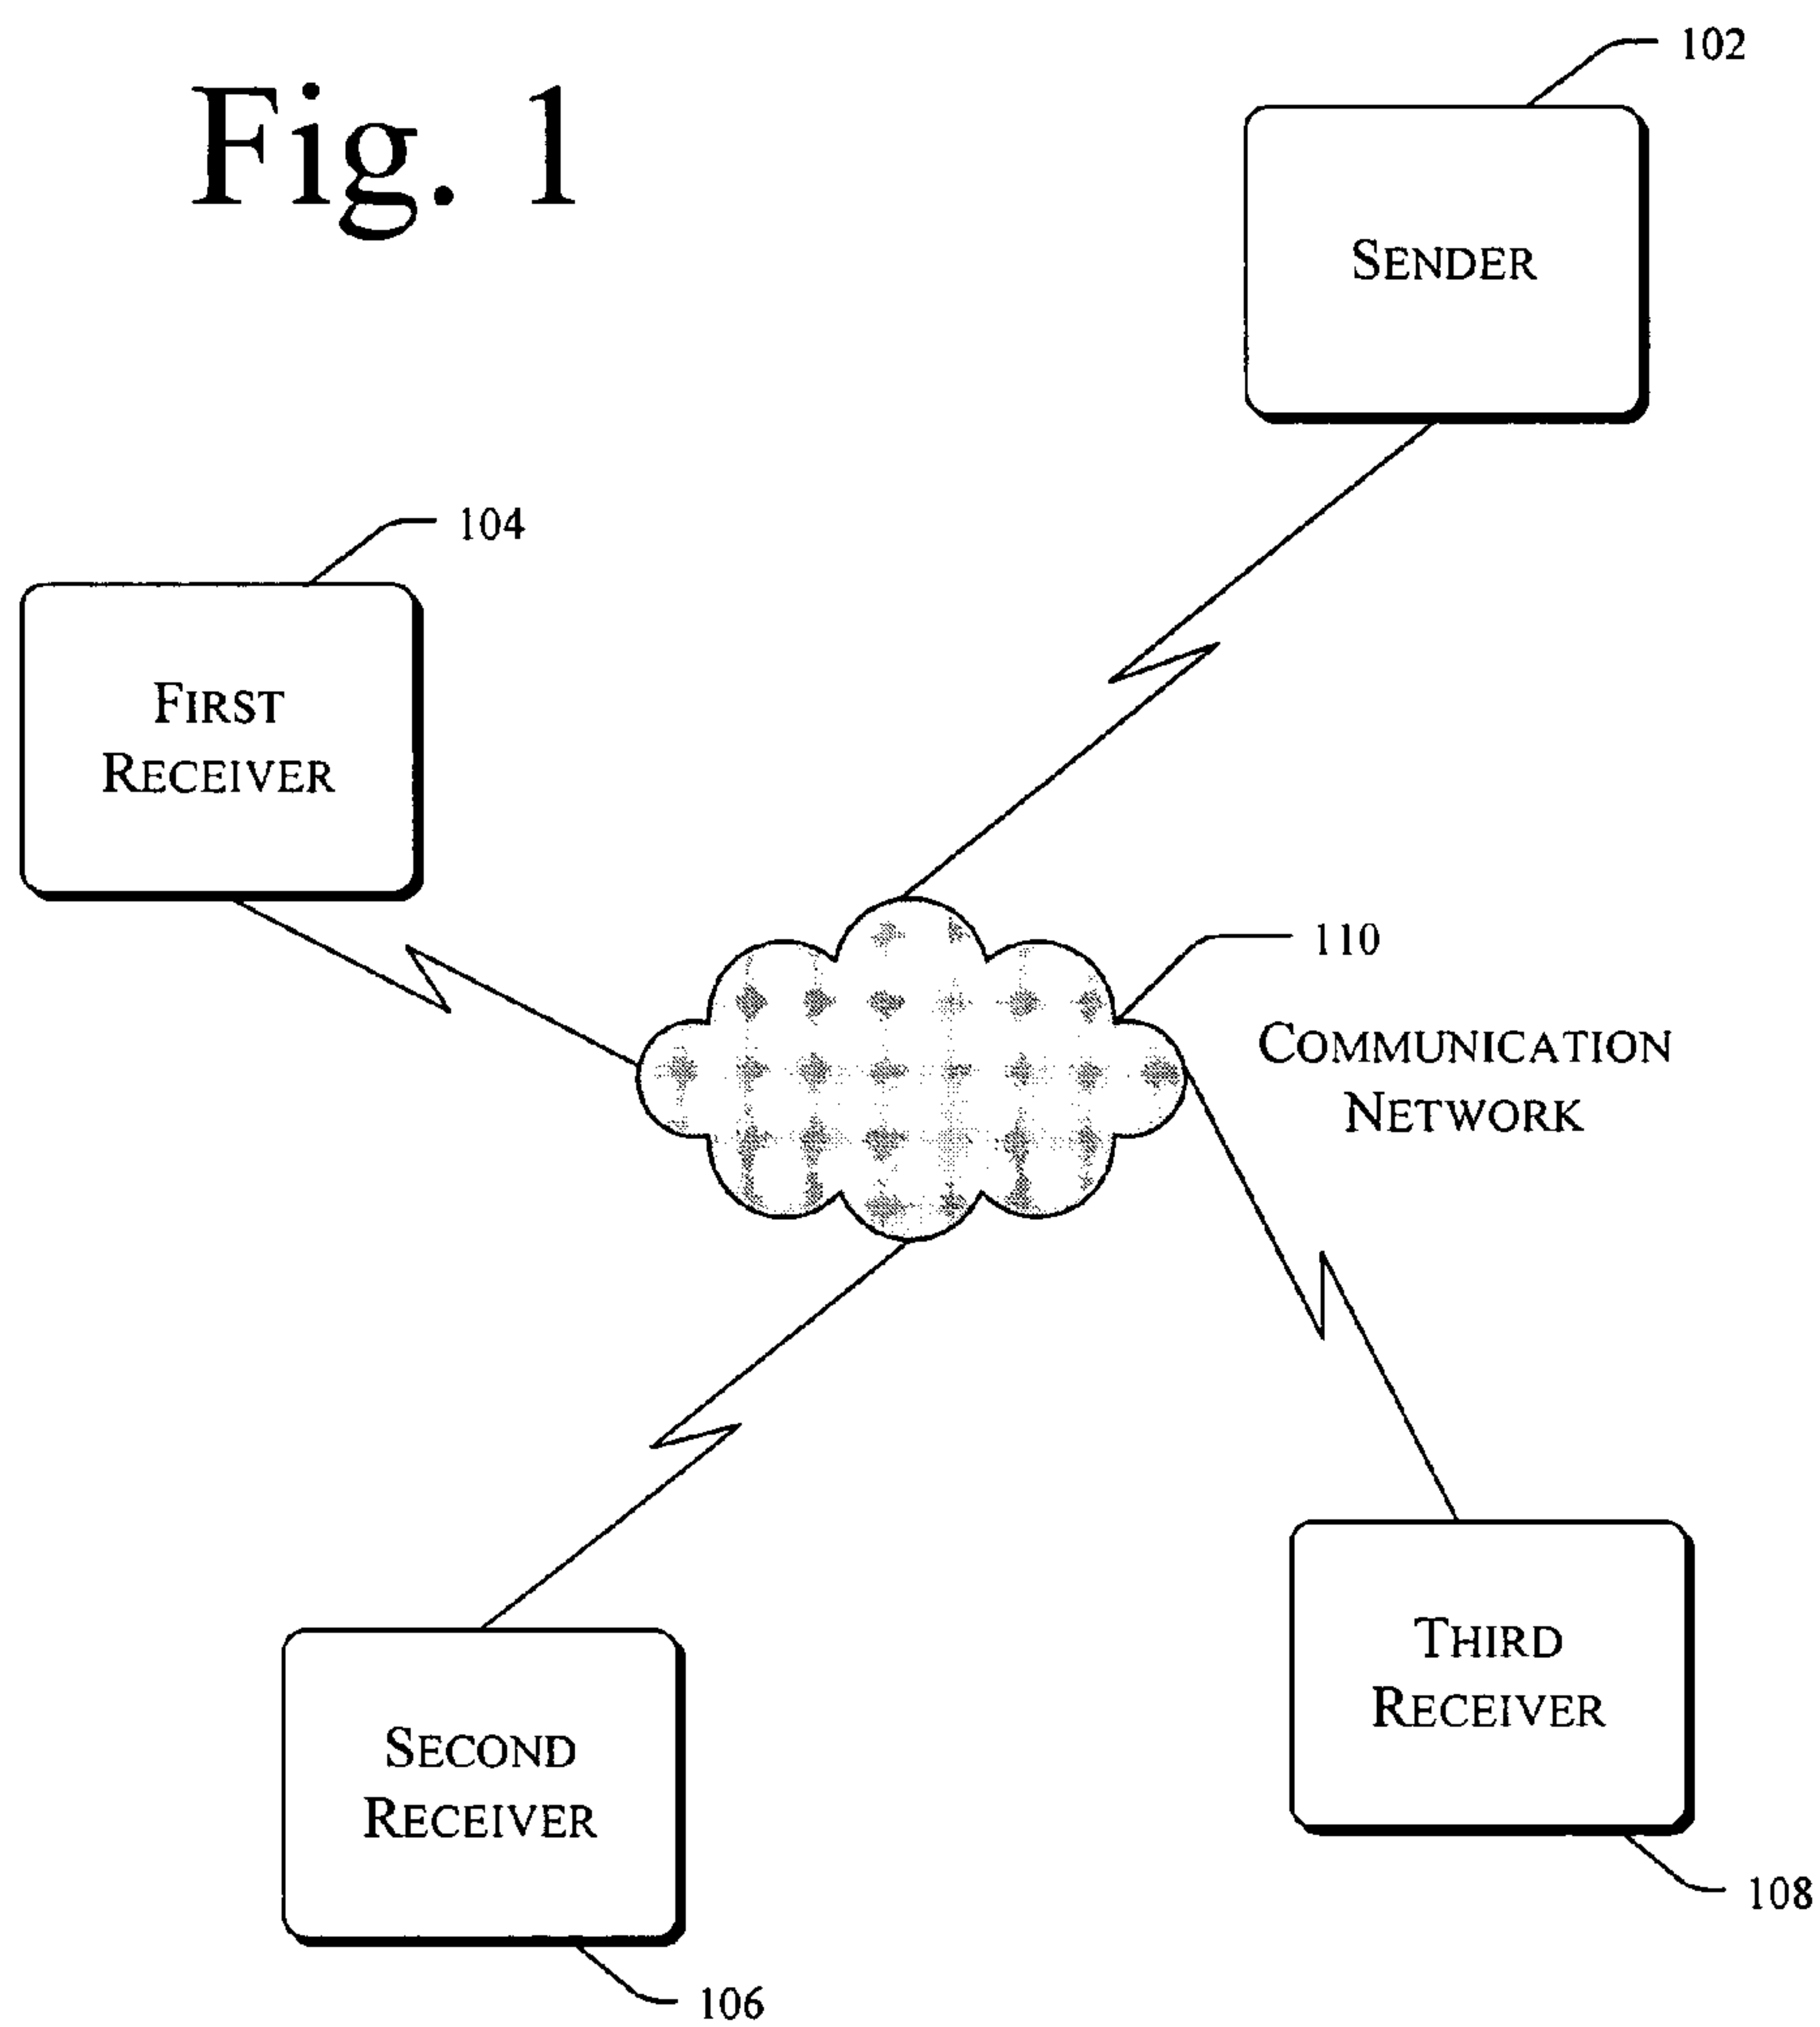 Fig. 1
102
SENDER
104
FIRST
RECEIVER
110
COMMUNICATION
NETWORK
THIRD
RECEIVER
108
SECOND
RECEIVER
106